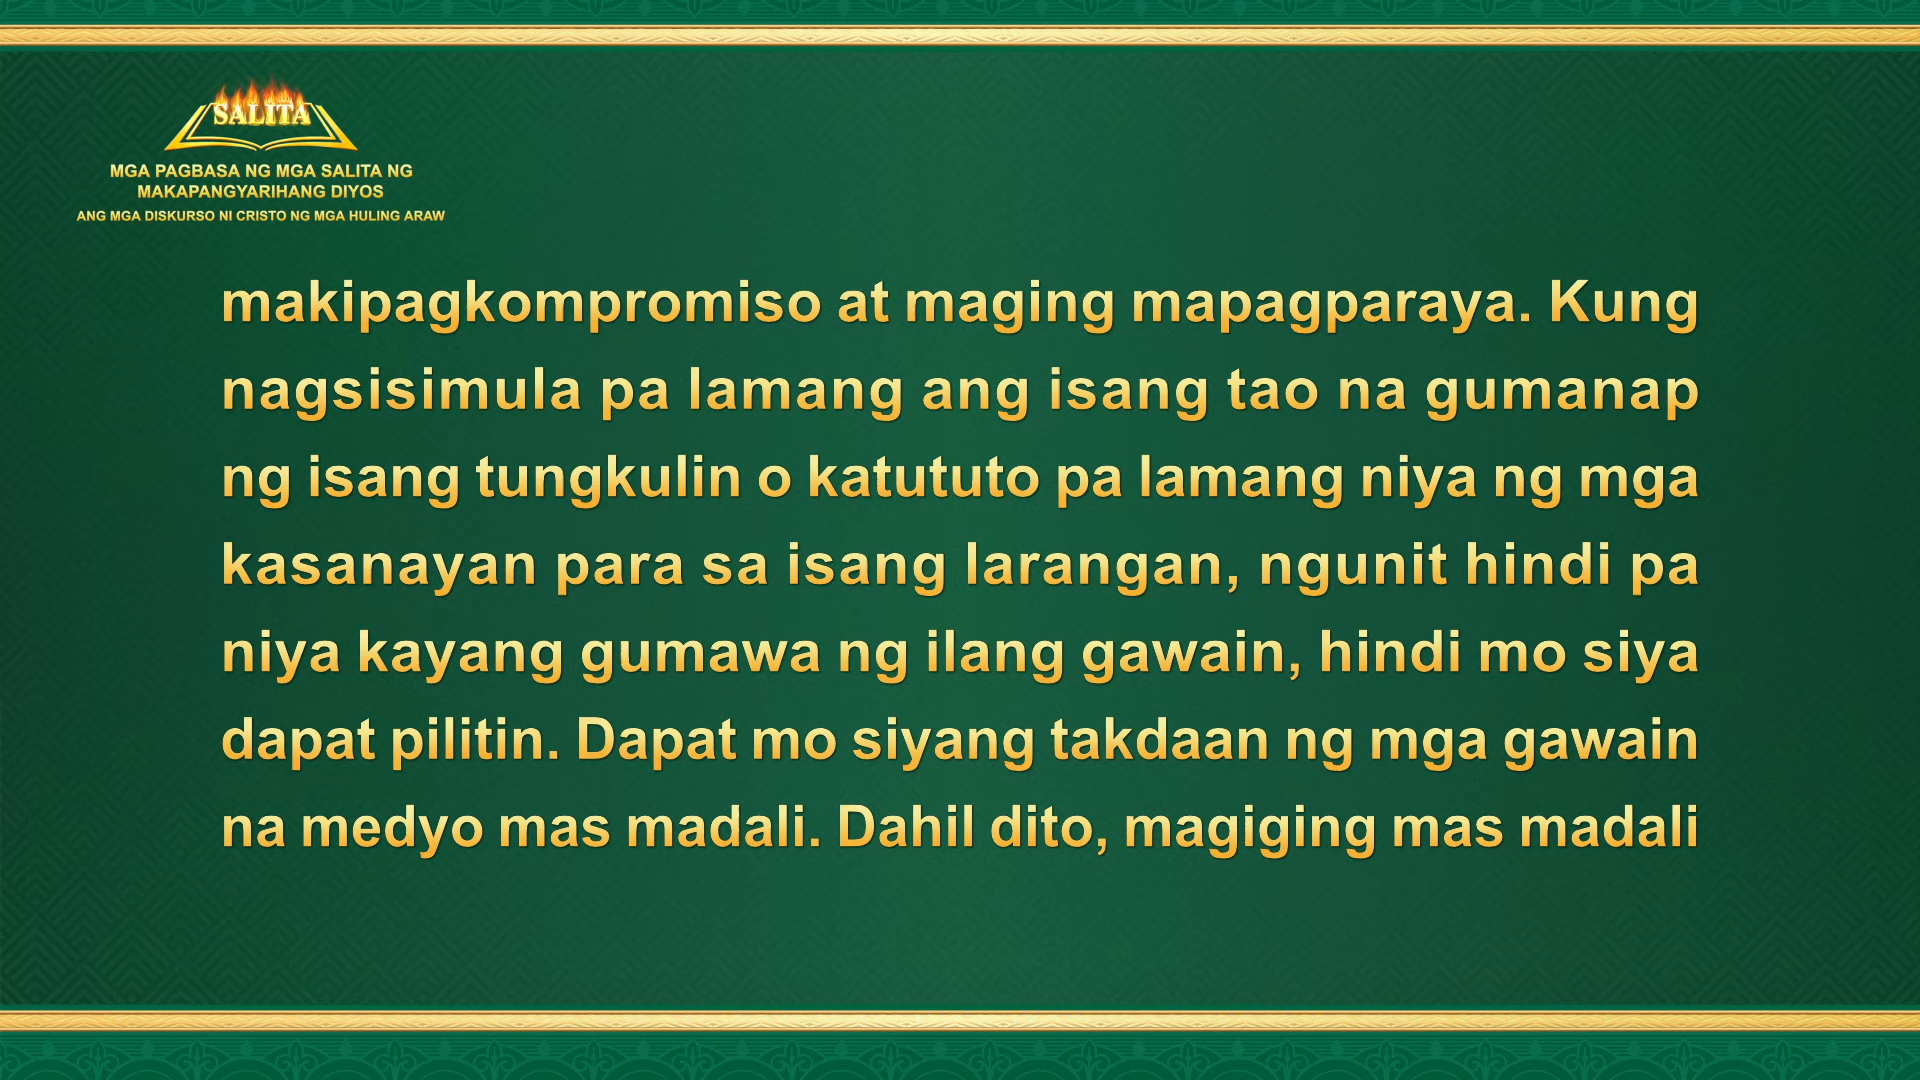 SALITA
MGA PAGBASA NG MGA SALITA NG
MAKAPANGYARIHANG DIYOS
ANG MGA DISKURSO NI CRISTO NG MGA HULING ARAW
makipagkompromiso at maging mapagparaya. Kung
nagsisimula pa lamang ang isang tao na gumanap
ng isang tungkulin o katututo pa lamang niya ng mga
kasanayan para sa isang larangan, ngunit hindi pa
niya kayang gumawa ng ilang gawain, hindi mo siya
dapat pilitin. Dapat mo siyang takdaan ng mga gawain
na medyo mas madali. Dahil dito, magiging mas madali